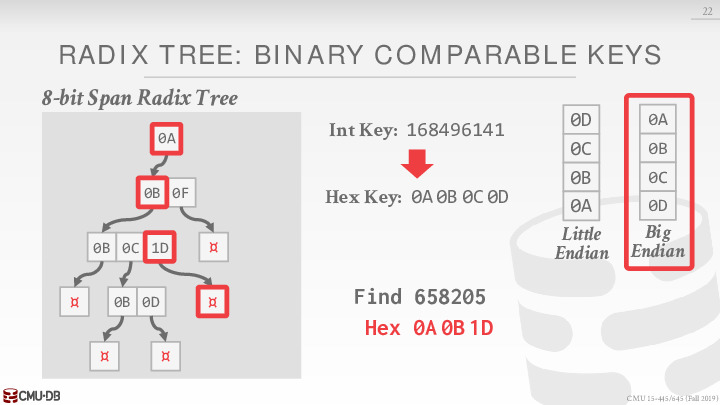 22
RADIX TREE: BINARY COMPARABLE KEYS
8-bit Span Radix Tree
0A
0B 0F
0B 0C 1D ¤
¤ 0B 0D ¤
¤ ¤
Int Key: 168496141
Hex Key: 0A 0B 0C 0D
Find 658205
Hex 0A 0B 1D
0D
0C
0B
0A
Little
Endian
0A
0B
0C
0D
Big
Endian
CMU·DB
CMU 15-445/645 (Fall 2019)